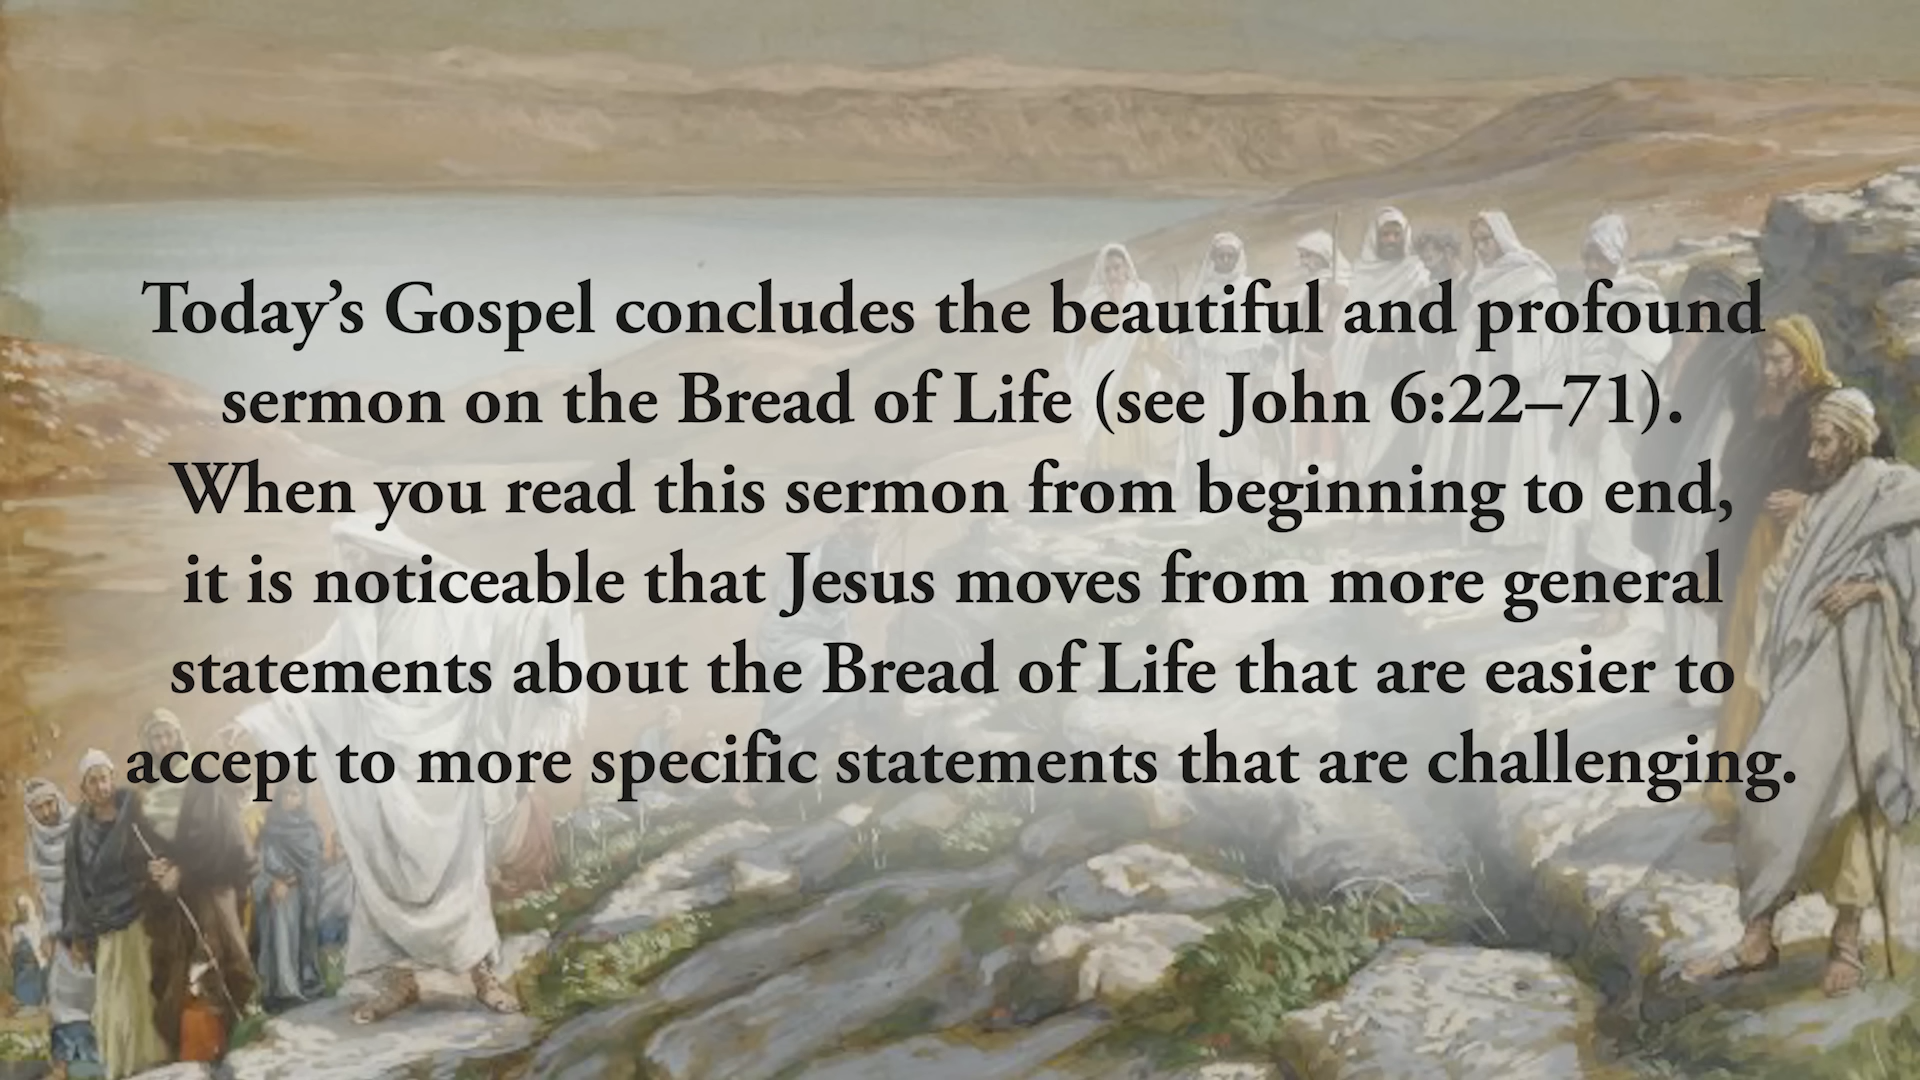 Today’s Gospel concludes the beautiful and profound
sermon on the Bread of Life (see John 6:22–71).
When you read this sermon from beginning to end,
it is noticeable that Jesus moves from more general
statements about the Bread of Life that are easier to
accept to more specific statements that are challenging.